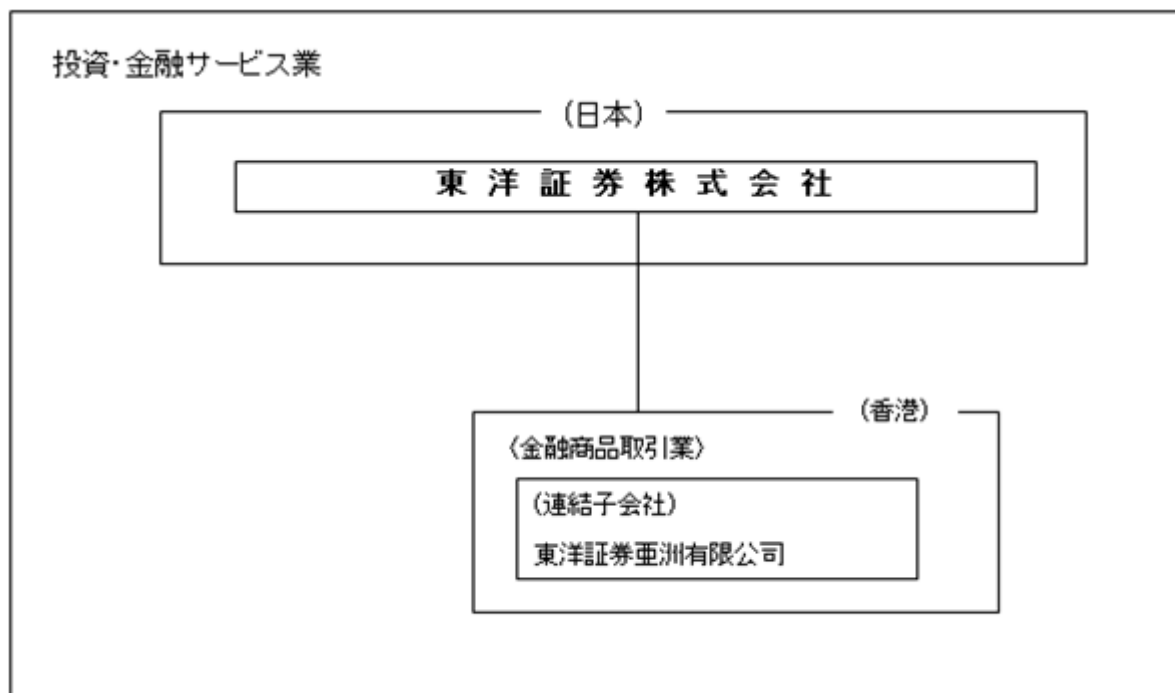 投資・金融サービス業
(日本)
東洋証券株式会社
(香港)
〈金融商品取引業〉
(連結子会社)
東洋証券亜洲有限公司